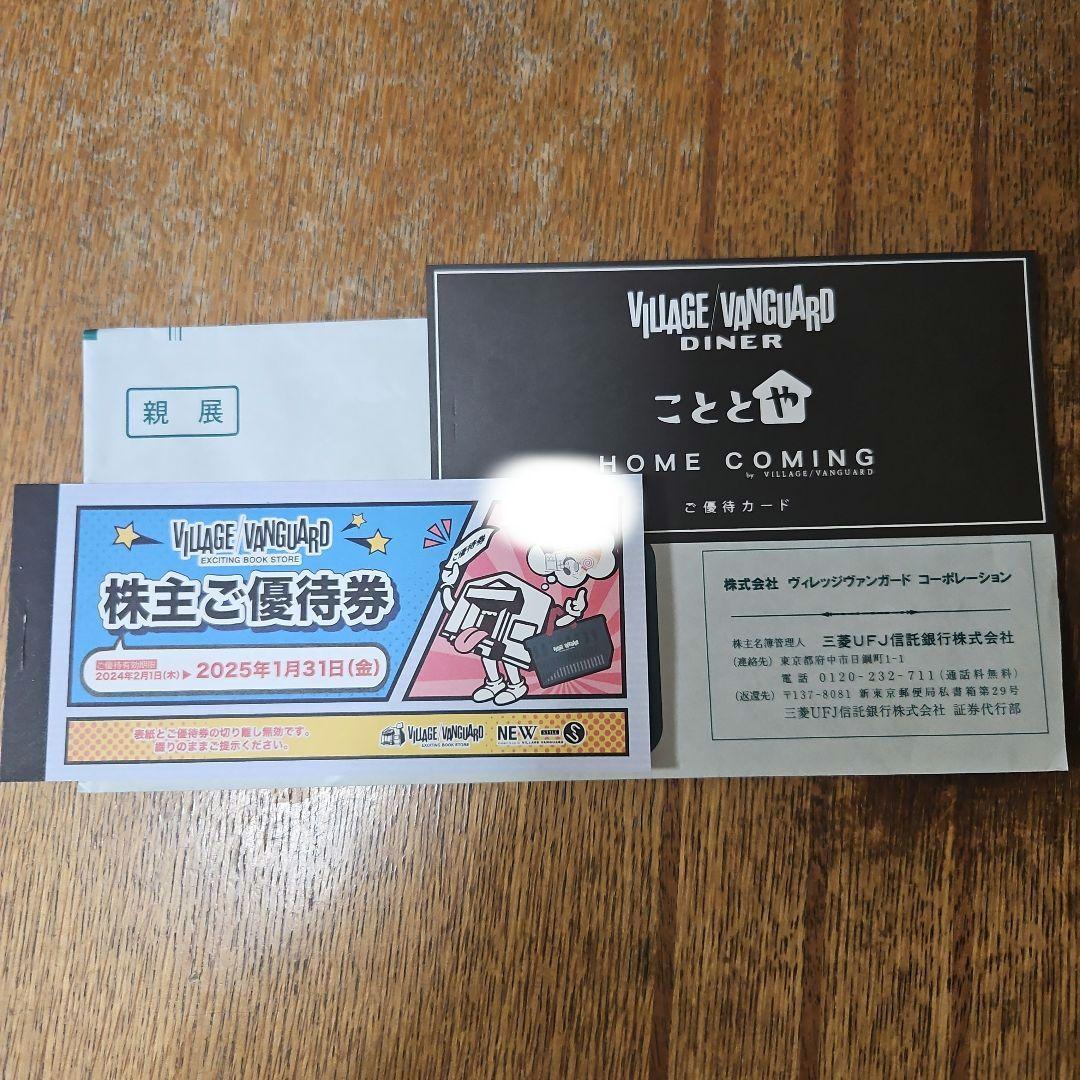 親展
VILLAGE/VANGUARD
DINER
こととや
HOME COMING
by VILLAGE/VANGUARD
ご優待カード
VILLAGE/VANGUARD
EXCITING BOOK STORE
株主ご優待券
ご優待有効期限
2024年2月1日(木)▶2025年1月31日(金)
ご優待券
表紙とご優待券の切り離し無効です。
綴りのままご提示ください。
VILLAGE/VANGUARD
EXCITING BOOK STORE
NEW STYLE
株式会社 ヴィレッジヴァンガード コーポレーション
株主名簿管理人 三菱UFJ信託銀行株式会社
(連絡先) 東京都府中市日鋼町1-1
電話 0120-232-711(通話料無料)
(返還先) 〒137-8081 新東京郵便局私書箱第29号
三菱UFJ信託銀行株式会社 証券代行部